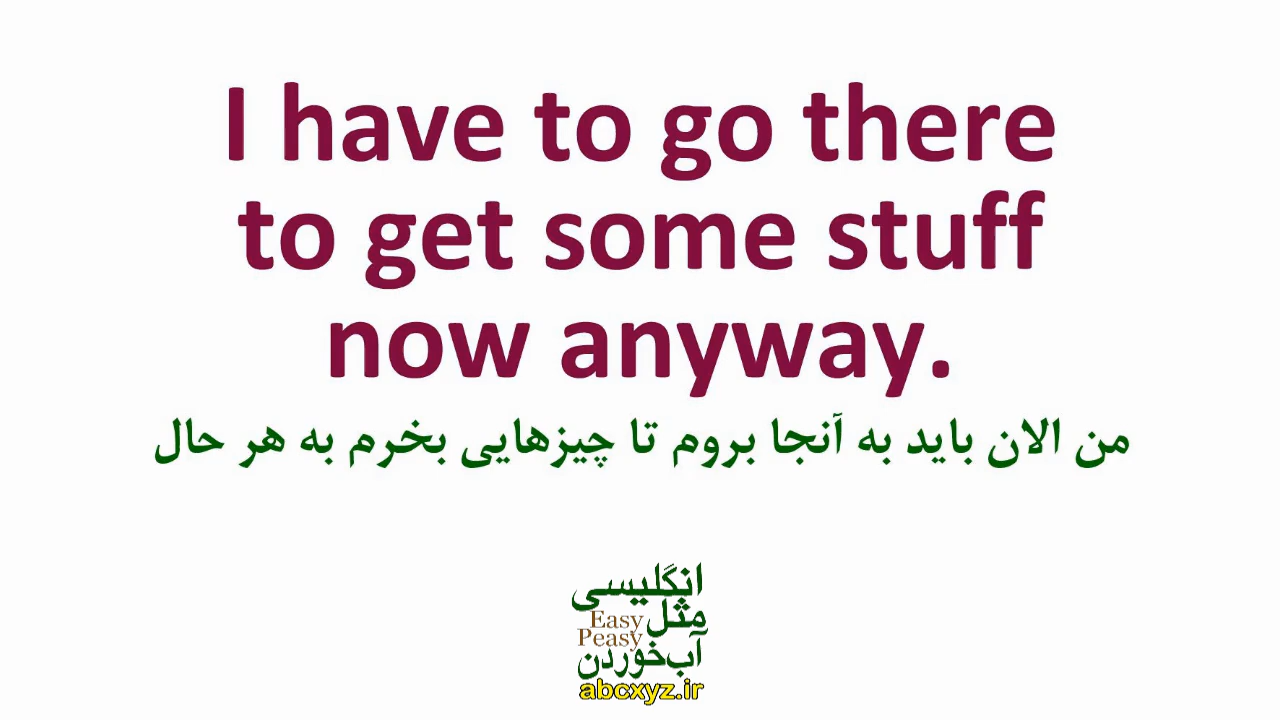 I have to go there
to get some stuff
now anyway.
من الان باید به آنجا بروم تا چیزهایی بخرم به هر حال
انگلیسی
مثل Easy
Peasy
آب‌خوردن
abcxyz.ir